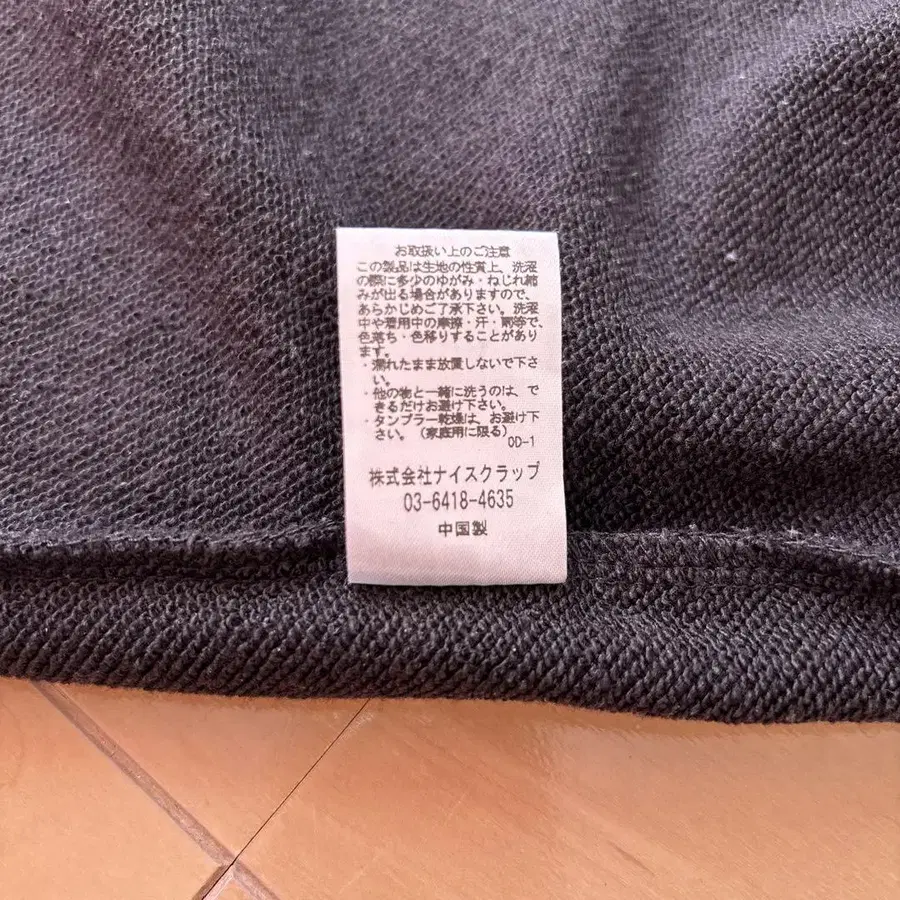 お取扱い上のご注意
この製品は生地の性質上、洗濯
の際に多少のゆがみ・ねじれ縮
みが出る場合がありますので、
あらかじめご了承下さい。洗濯
中や着用中の摩擦・汗・雨等で、
色落ち・色移りすることがあり
ます。
・濡れたまま放置しないで下さ
い。
・他の物と一緒に洗うのは、で
きるだけお避け下さい。
・タンブラー乾燥は、お避け下
さい。（家庭用に限る）
OD-1
株式会社ナイスクラップ
03-6418-4635
中国製